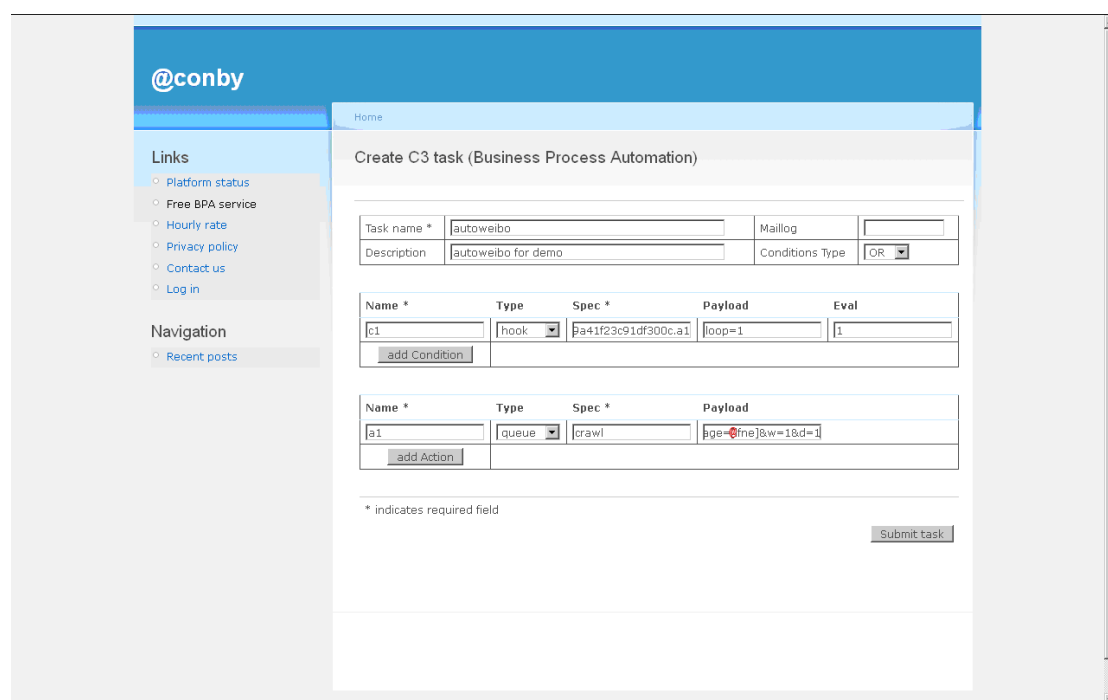 @conby
Home
Links
Platform status
Free BPA service
Hourly rate
Privacy policy
Contact us
Log in
Navigation
Recent posts
Create C3 task (Business Process Automation)
Task name * autoweibo Maillog
Description autoweibo for demo Conditions Type OR
Name * Type Spec * Payload Eval
c1 hook 9a41f23c91df300c.a1 loop=1 1
add Condition
Name * Type Spec * Payload
a1 queue crawl age=@fne]&w=1&d=1
add Action
* indicates required field
Submit task